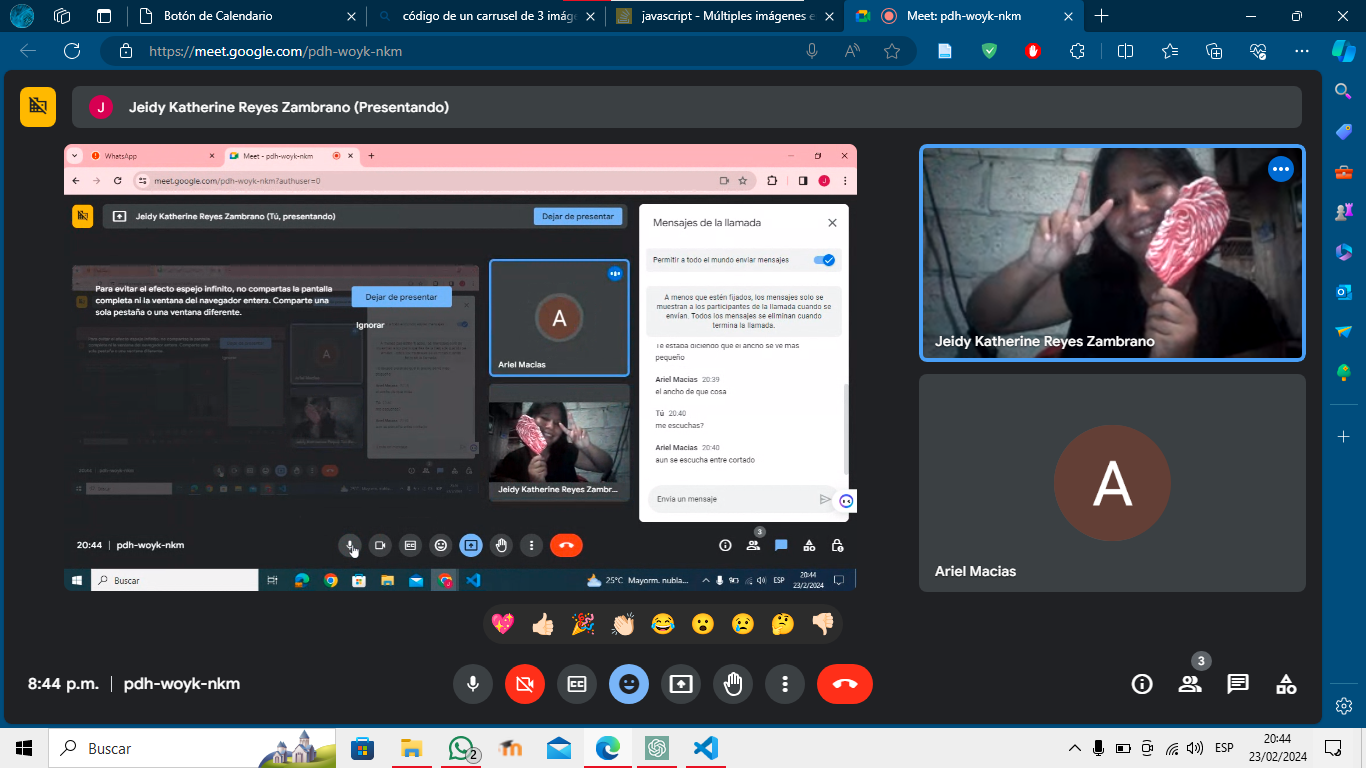 Botón de Calendario
código de un carrusel de 3 imáge
javascript - Múltiples imágenes e
Meet: pdh-woyk-nkm
https://meet.google.com/pdh-woyk-nkm
J
Jeidy Katherine Reyes Zambrano (Presentando)
WhatsApp
Meet - pdh-woyk-nkm
meet.google.com/pdh-woyk-nkm?authuser=0
J
Jeidy Katherine Reyes Zambrano (Tú, presentando)
Dejar de presentar
Para evitar el efecto espejo infinito, no compartas la pantalla
completa ni la ventana del navegador entera. Comparte una
sola pestaña o una ventana diferente.
Dejar de presentar
Ignorar
A
Ariel Macias
Jeidy Katherine Reyes Zambr...
Mensajes de la llamada
Permitir a todo el mundo enviar mensajes
A menos que estén fijados, los mensajes solo se
muestran a los participantes de la llamada cuando se
envían. Todos los mensajes se eliminan cuando
termina la llamada.
Te estaba diciendo que el ancho se ve mas
pequeño
Ariel Macias 20:39
el ancho de que cosa
Tú 20:40
me escuchas?
Ariel Macias 20:40
aun se escucha entre cortado
Envía un mensaje
20:44 | pdh-woyk-nkm
3
Buscar
25°C Mayorm. nubla...
ESP
20:44
23/2/2024
Jeidy Katherine Reyes Zambrano
A
Ariel Macias
8:44 p.m. | pdh-woyk-nkm
3
Buscar
2
ESP
20:44
23/02/2024